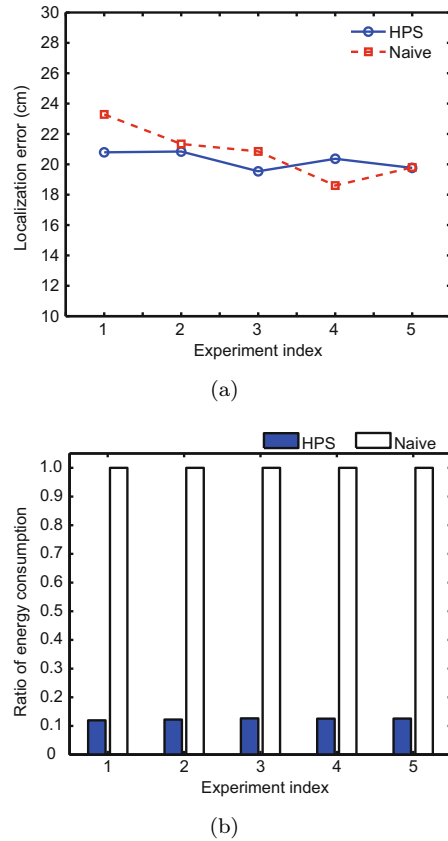 30
28
26
24
22
20
18
16
14
12
10
Localization error (cm)
HPS
Naive
1 2 3 4 5
Experiment index
(a)
HPS Naive
1.0
0.9
0.8
0.7
0.6
0.5
0.4
0.3
0.2
0.1
0
Ratio of energy consumption
1 2 3 4 5
Experiment index
(b)